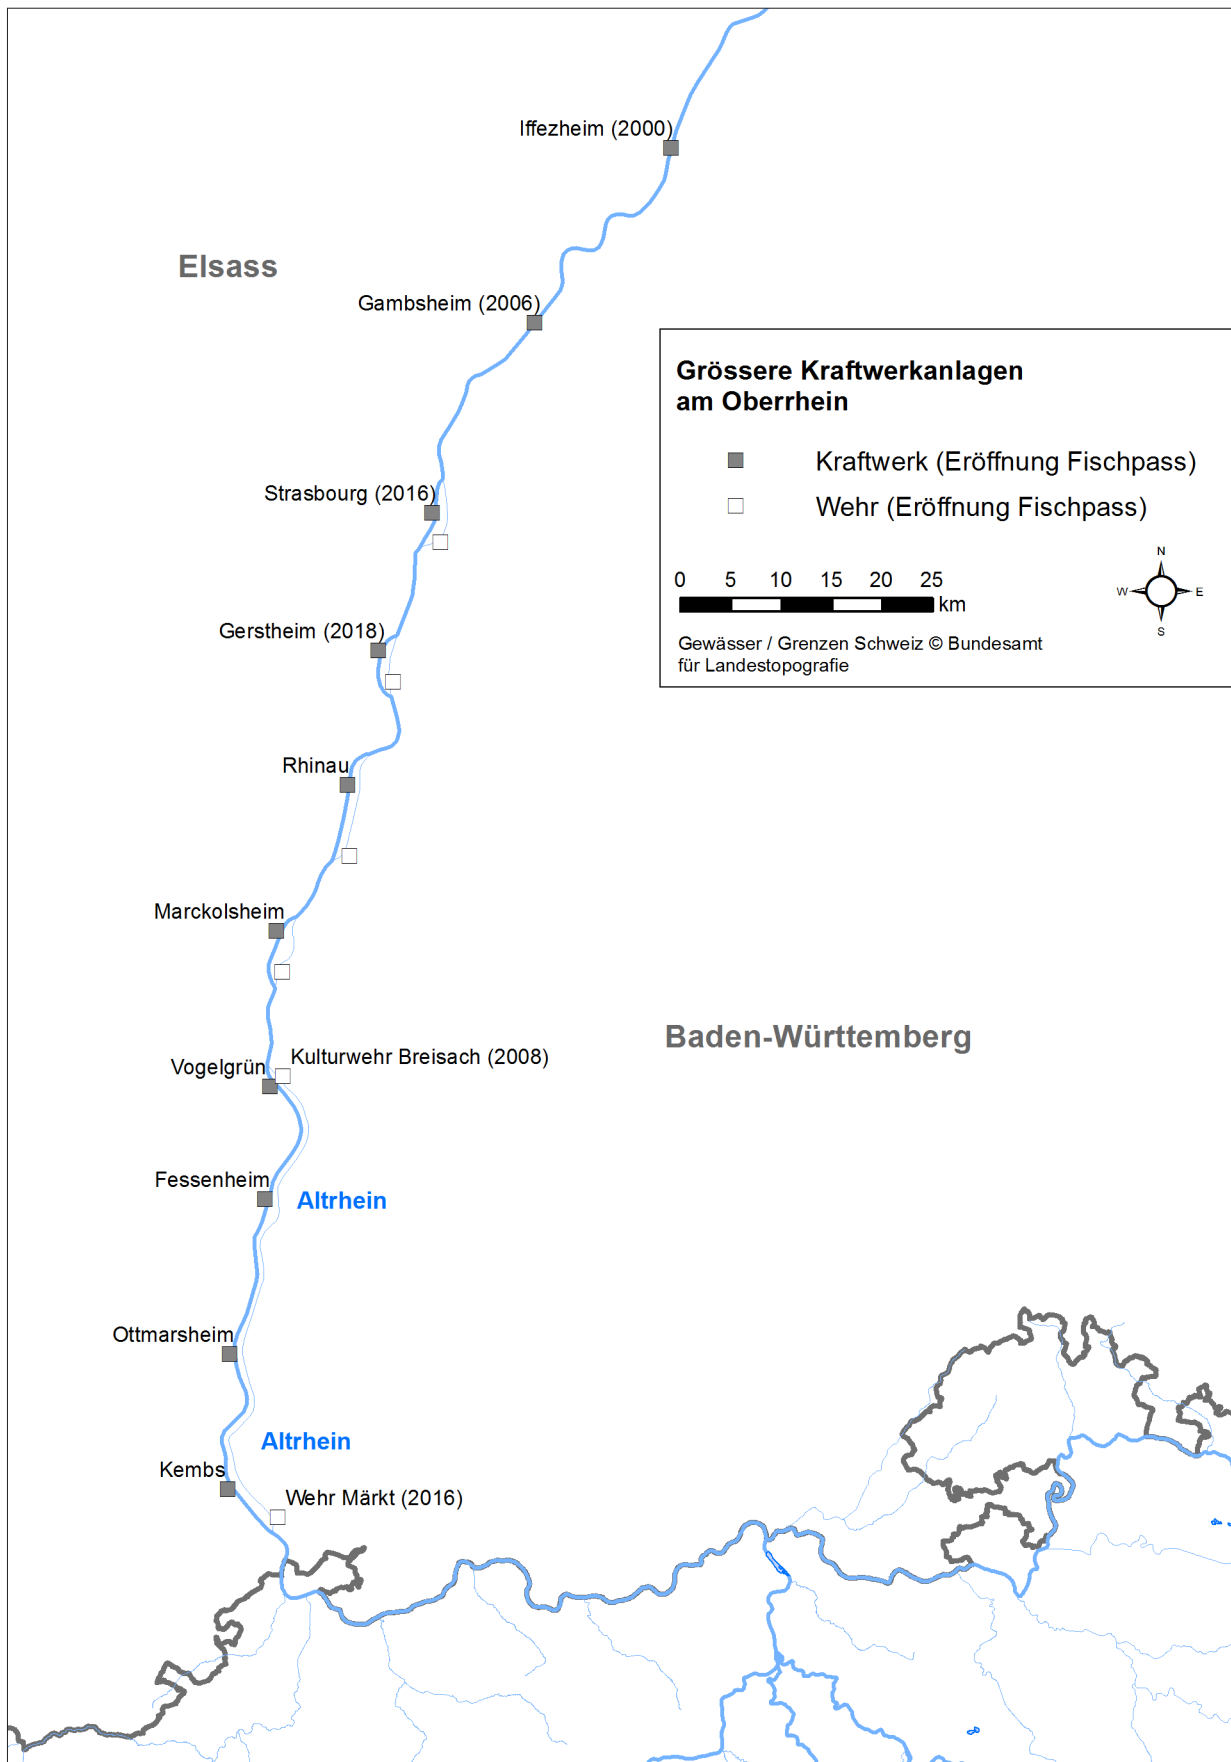 Iffezheim (2000)
Elsass
Gambsheim (2006)
Grössere Kraftwerkanlagen
am Oberrhein
Kraftwerk (Eröffnung Fischpass)
Wehr (Eröffnung Fischpass)
0 5 10 15 20 25
km
N
W E
S
Gewässer / Grenzen Schweiz © Bundesamt
für Landestopografie
Strasbourg (2016)
Gerstheim (2018)
Rhinau
Marckolsheim
Baden-Württemberg
Kulturwehr Breisach (2008)
Vogelgrün
Fessenheim
Altrhein
Ottmarsheim
Altrhein
Kembs
Wehr Märkt (2016)